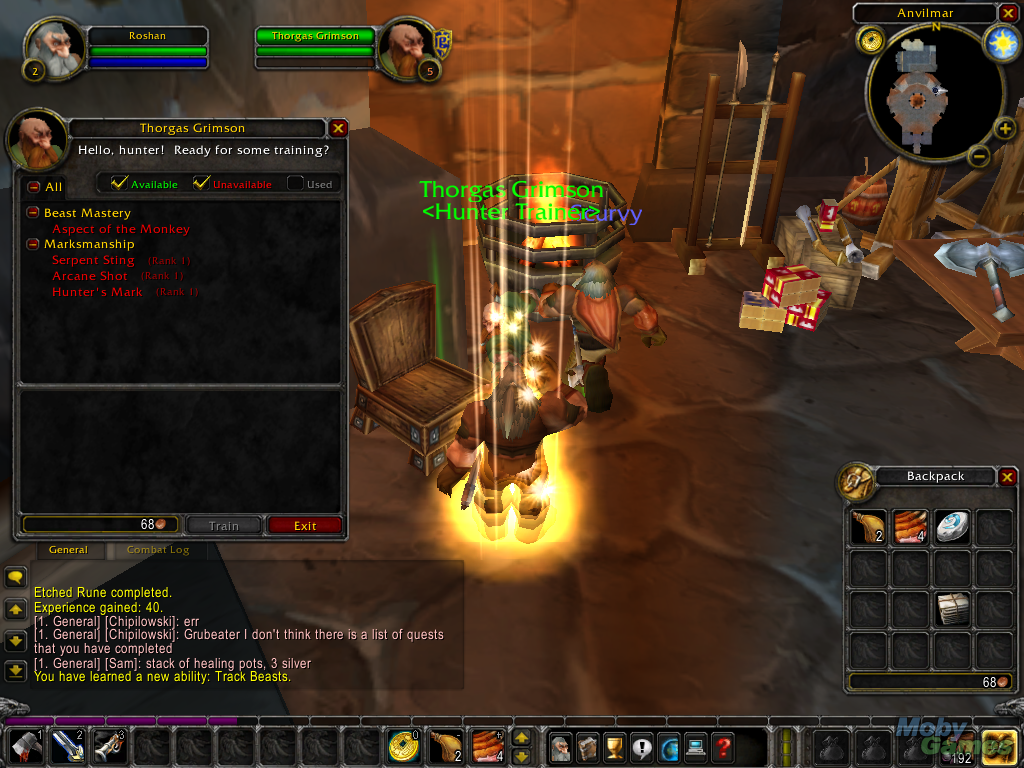 Roshan
2
Thorgas Grimson
5
Anvilmar
N
Thorgas Grimson
Hello, hunter! Ready for some training?
All
Available
Unavailable
Used
Beast Mastery
Aspect of the Monkey
Marksmanship
Serpent Sting (Rank 1)
Arcane Shot (Rank 1)
Hunter's Mark (Rank 1)
68
Train
Exit
Thorgas Grimson
<Hunter Trainer>
Scurvy
Backpack
2
4
68
General
Combat Log
Etched Rune completed.
Experience gained: 40.
[1. General] [Chipilowski]: err
[1. General] [Chipilowski]: Grubeater I don't think there is a list of quests
that you have completed
[1. General] [Sam]: stack of healing pots, 3 silver
You have learned a new ability: Track Beasts.
1
2
3
0
2
4
?
Moby
Games
192